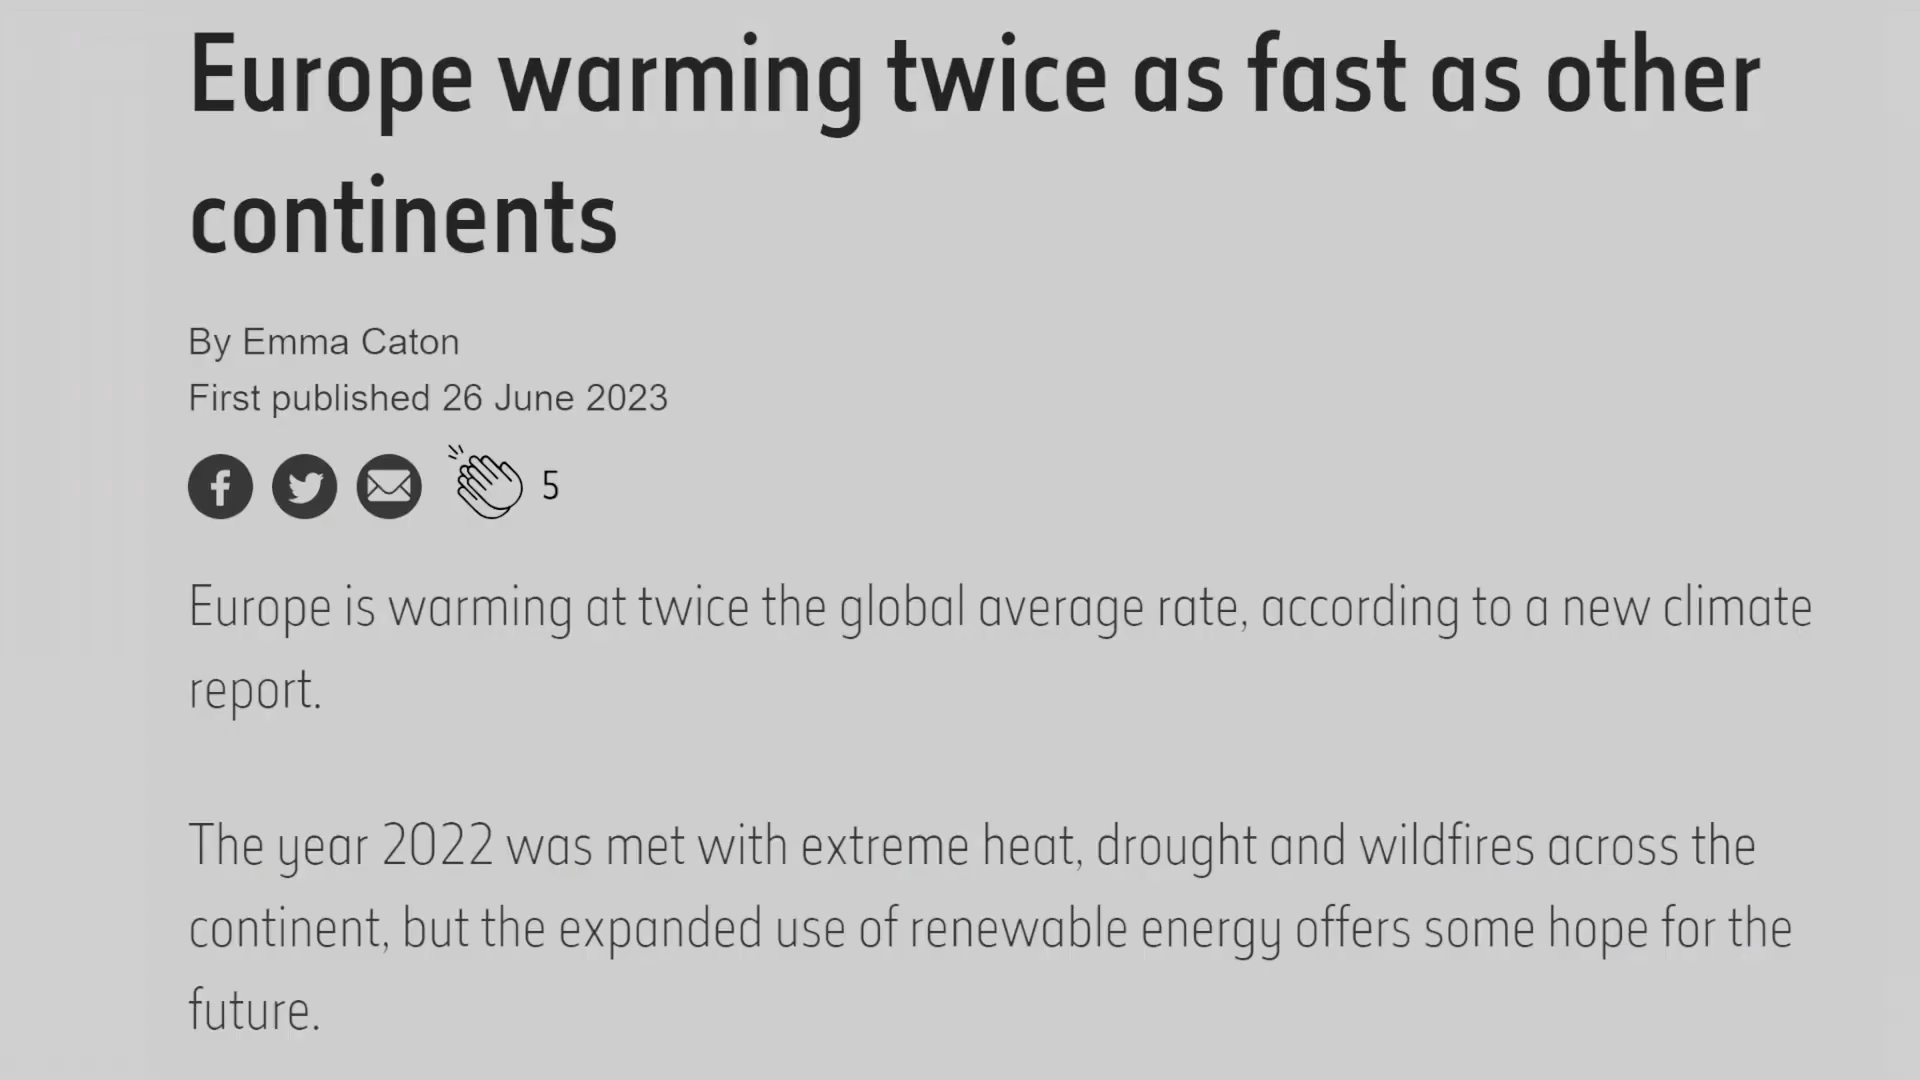 Europe warming twice as fast as other
continents
By Emma Caton
First published 26 June 2023
5
Europe is warming at twice the global average rate, according to a new climate
report.
The year 2022 was met with extreme heat, drought and wildfires across the
continent, but the expanded use of renewable energy offers some hope for the
future.